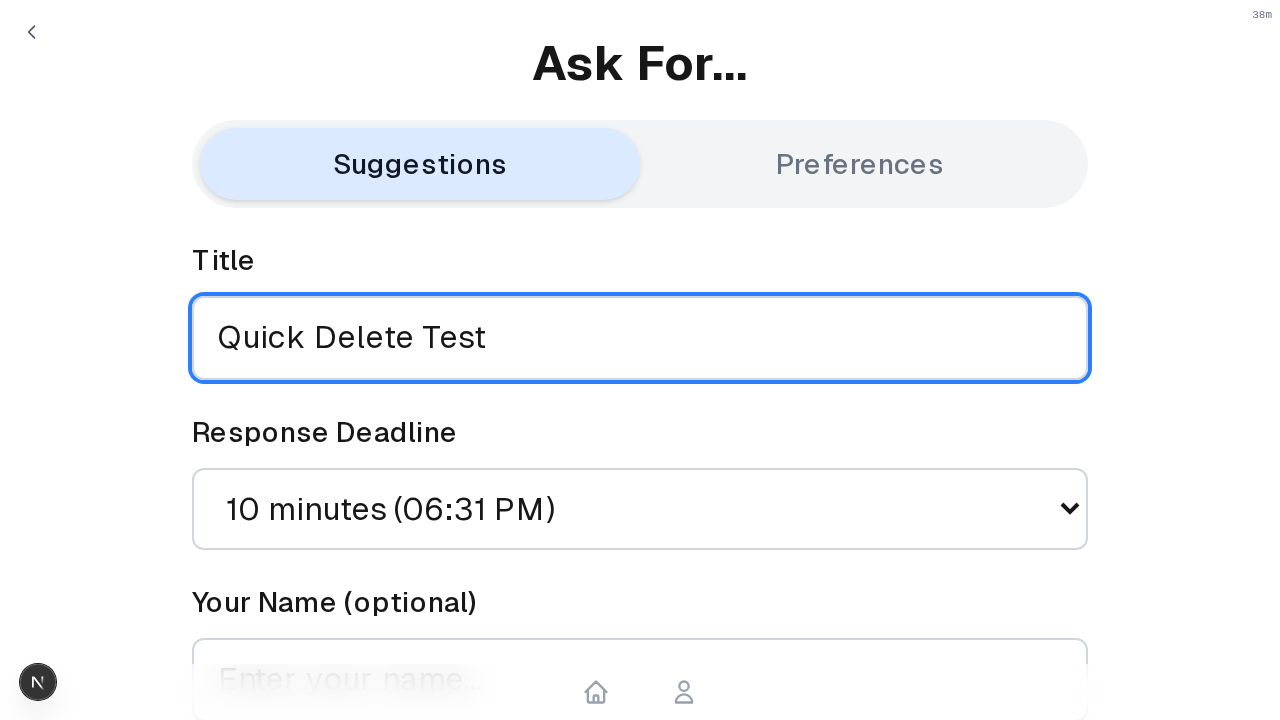 38m
Ask For...
Suggestions
Preferences
Title
Quick Delete Test
Response Deadline
10 minutes (06:31 PM)
Your Name (optional)
Enter your name...
N